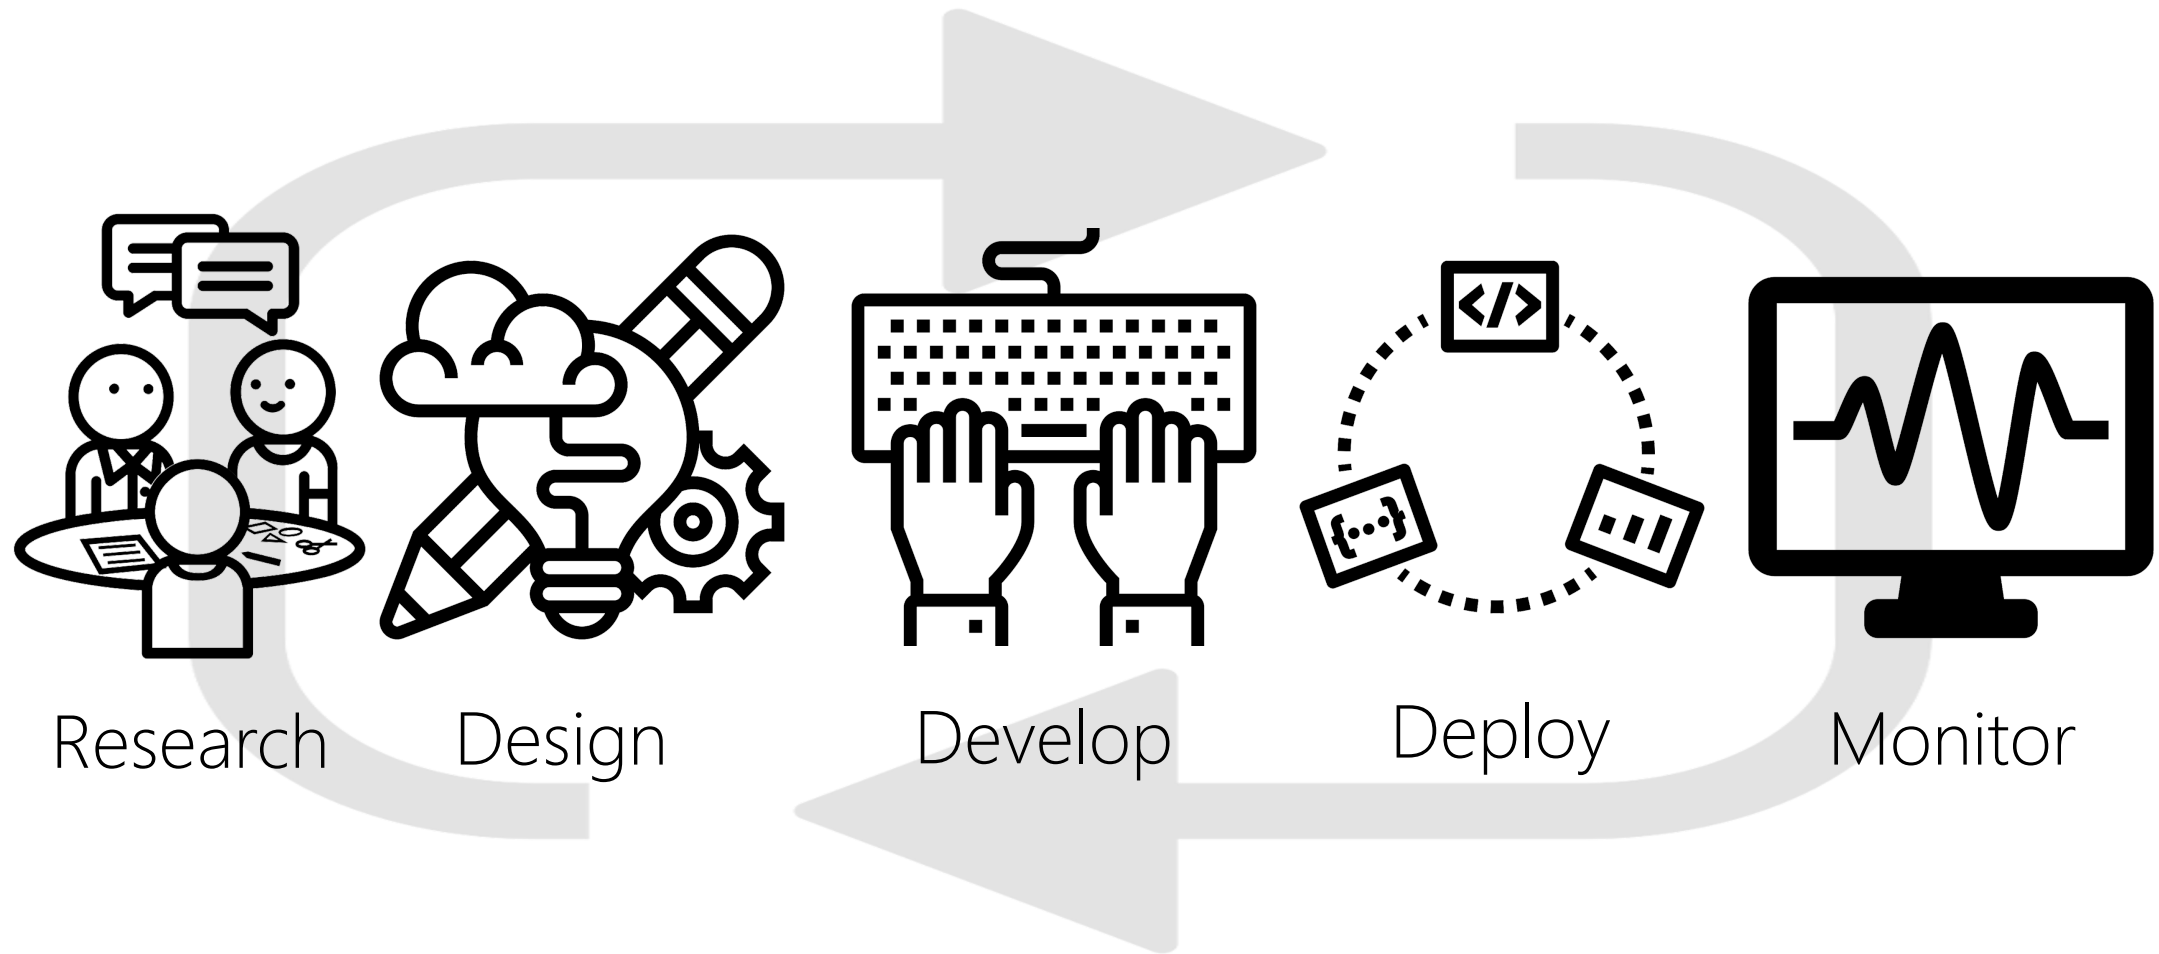 </>
{...}
Research
Design
Develop
Deploy
Monitor